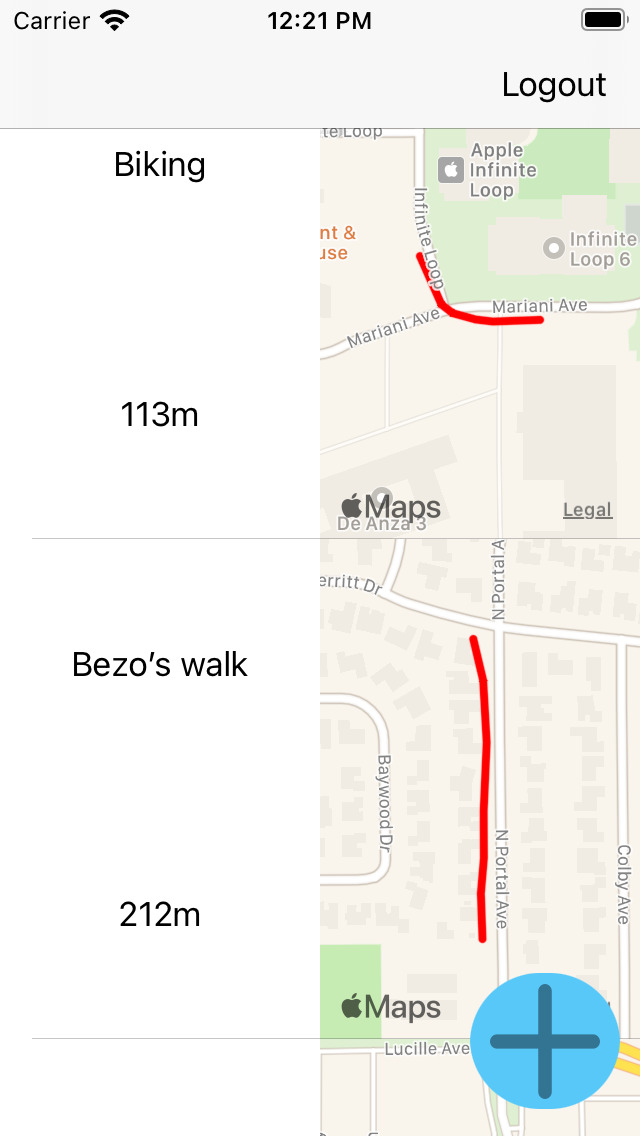 Carrier
12:21 PM
Logout
Biking
113m
te Loop
Apple
Infinite
Loop
Infinite Loop
nt &
use
Infinite
Loop 6
Mariani Ave
Mariani Ave
Maps
Legal
De Anza 3
Bezo’s walk
212m
erritt Dr
N Portal A
Baywood Dr
N Portal Ave
Colby Ave
Maps
Lucille Ave